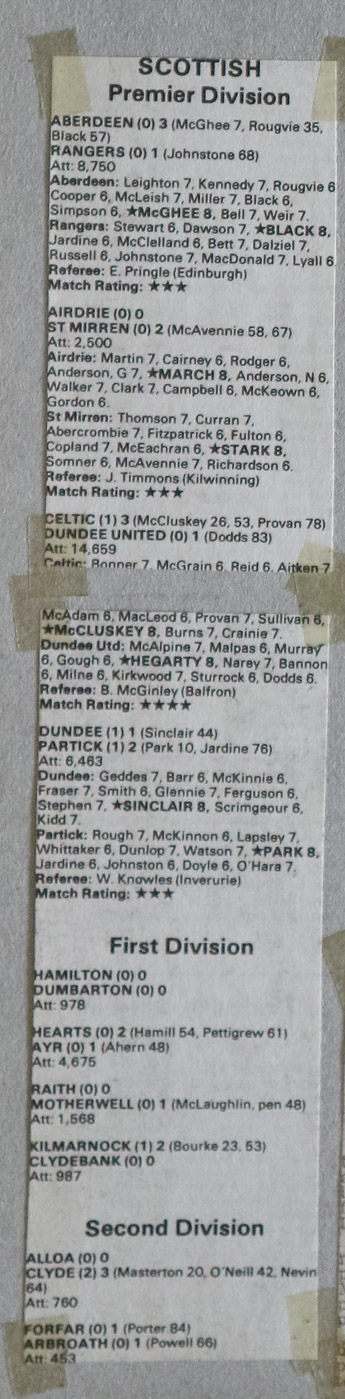 SCOTTISH
Premier Division
ABERDEEN (0) 3 (McGhee 7, Rougvie 35,
Black 57)
RANGERS (0) 1 (Johnstone 68)
Att: 8,750
Aberdeen: Leighton 7, Kennedy 7, Rougvie 6
Cooper 6, McLeish 7, Miller 7, Black 6,
Simpson 6, ★McGHEE 8, Bell 7, Weir 7.
Rangers: Stewart 6, Dawson 7, ★BLACK 8,
Jardine 6, McClelland 6, Bett 7, Dalziel 7,
Russell 6, Johnstone 7, MacDonald 7, Lyall 6
Referee: E. Pringle (Edinburgh)
Match Rating: ★★★
AIRDRIE (0) 0
ST MIRREN (0) 2 (McAvennie 58, 67)
Att: 2,500
Airdrie: Martin 7, Cairney 6, Rodger 6,
Anderson, G 7, ★MARCH 8, Anderson, N 6,
Walker 7, Clark 7, Campbell 6, McKeown 6,
Gordon 6.
St Mirren: Thomson 7, Curran 7,
Abercrombie 7, Fitzpatrick 6, Fulton 6,
Copland 7, McEachran 6, ★STARK 8,
Somner 6, McAvennie 7, Richardson 6.
Referee: J. Timmons (Kilwinning)
Match Rating: ★★★
CELTIC (1) 3 (McCluskey 26, 53, Provan 78)
DUNDEE UNITED (0) 1 (Dodds 83)
Att: 14,659
Celtic: Bonner 7, McGrain 6, Reid 6, Aitken 7
McAdam 6, MacLeod 6, Provan 7, Sullivan 6,
★McCLUSKEY 8, Burns 7, Crainie 7.
Dundee Utd: McAlpine 7, Malpas 6, Murray
6, Gough 6, ★HEGARTY 8, Narey 7, Bannon
6, Milne 6, Kirkwood 7, Sturrock 6, Dodds 6.
Referee: B. McGinley (Balfron)
Match Rating: ★★★★
DUNDEE (1) 1 (Sinclair 44)
PARTICK (1) 2 (Park 10, Jardine 76)
Att: 6,463
Dundee: Geddes 7, Barr 6, McKinnie 6,
Fraser 7, Smith 6, Glennie 7, Ferguson 6,
Stephen 7, ★SINCLAIR 8, Scrimgeour 6,
Kidd 7.
Partick: Rough 7, McKinnon 6, Lapsley 7,
Whittaker 6, Dunlop 7, Watson 7, ★PARK 8,
Jardine 6, Johnston 6, Doyle 6, O'Hara 7.
Referee: W. Knowles (Inverurie)
Match Rating: ★★★
First Division
HAMILTON (0) 0
DUMBARTON (0) 0
Att: 978
HEARTS (0) 2 (Hamill 54, Pettigrew 61)
AYR (0) 1 (Ahern 48)
Att: 4,675
RAITH (0) 0
MOTHERWELL (0) 1 (McLaughlin, pen 48)
Att: 1,568
KILMARNOCK (1) 2 (Bourke 23, 53)
CLYDEBANK (0) 0
Att: 987
Second Division
ALLOA (0) 0
CLYDE (2) 3 (Masterton 20, O'Neill 42, Nevin
64)
Att: 760
FORFAR (0) 1 (Porter 84)
ARBROATH (0) 1 (Powell 66)
Att: 453